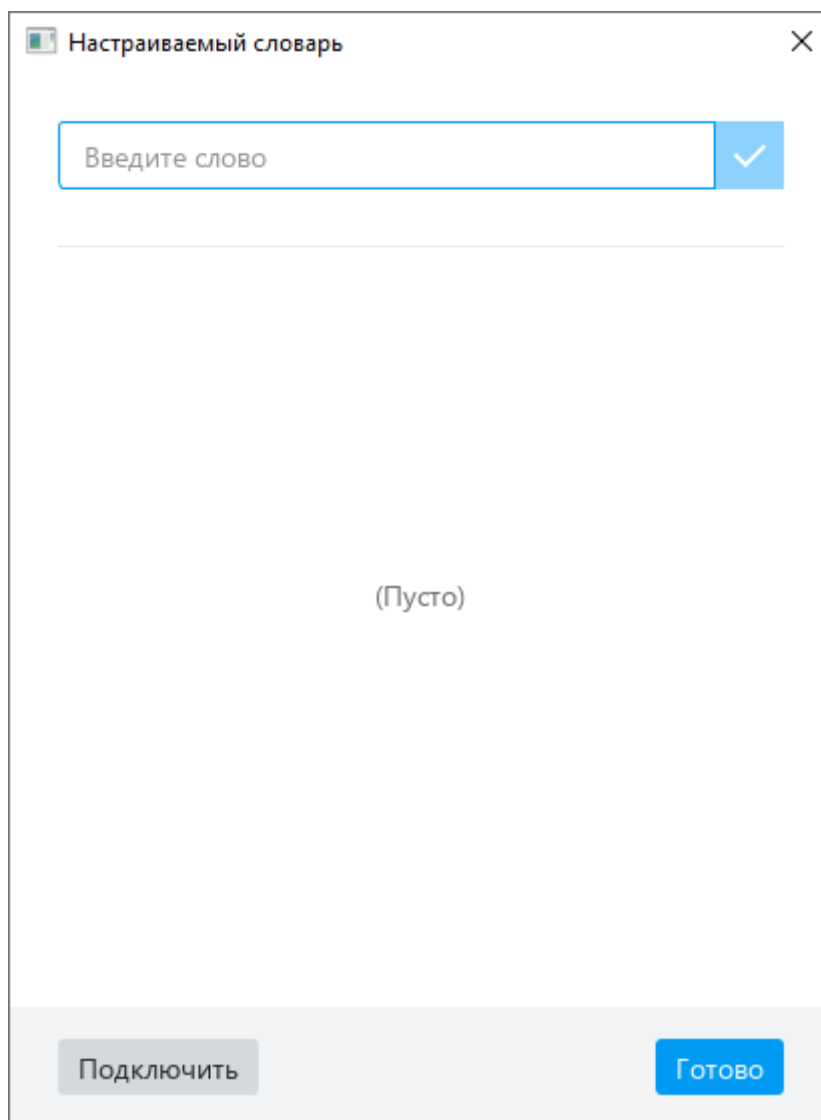 Настраиваемый словарь
Введите слово
(Пусто)
Подключить
Готово